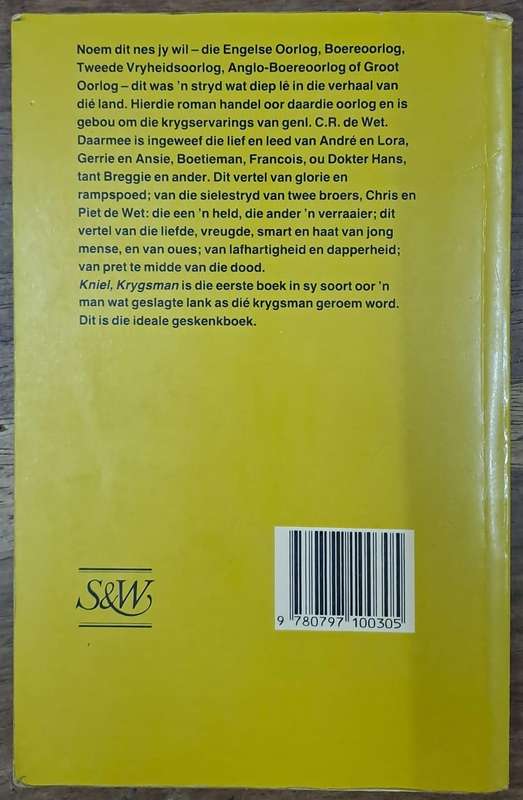 Noem dit nes jy wil – die Engelse Oorlog, Boereoorlog,
Tweede Vryheidsoorlog, Anglo-Boereoorlog of Groot
Oorlog – dit was 'n stryd wat diep lê in die verhaal van
dié land. Hierdie roman handel oor daardie oorlog en is
gebou om die krygservarings van genl. C.R. de Wet.
Daarmee is ingeweef die lief en leed van André en Lora,
Gerrie en Ansie, Boetieman, Francois, ou Dokter Hans,
tant Breggie en ander. Dit vertel van glorie en
rampspoed; van die sielestryd van twee broers, Chris en
Piet de Wet: die een 'n held, die ander 'n verraaier; dit
vertel van die liefde, vreugde, smart en haat van jong
mense, en van oues; van lafhartigheid en dapperheid;
van pret te midde van die dood.
Kniel, Krygsman is die eerste boek in sy soort oor 'n
man wat geslagte lank as dié krygsman geroem word.
Dit is die ideale geskenkboek.
S&W
9 780797 100305